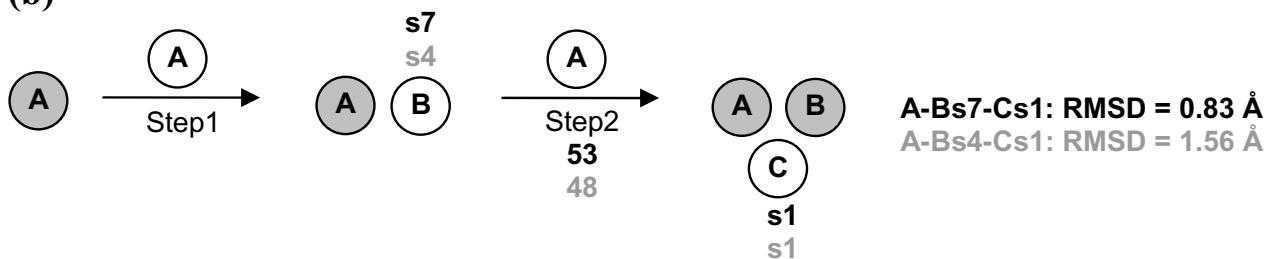 (b)
s7
s4
A
A
A
A
B
A
B
Step1
Step2
53
48
C
s1
s1
A-Bs7-Cs1: RMSD = 0.83 Å
A-Bs4-Cs1: RMSD = 1.56 Å